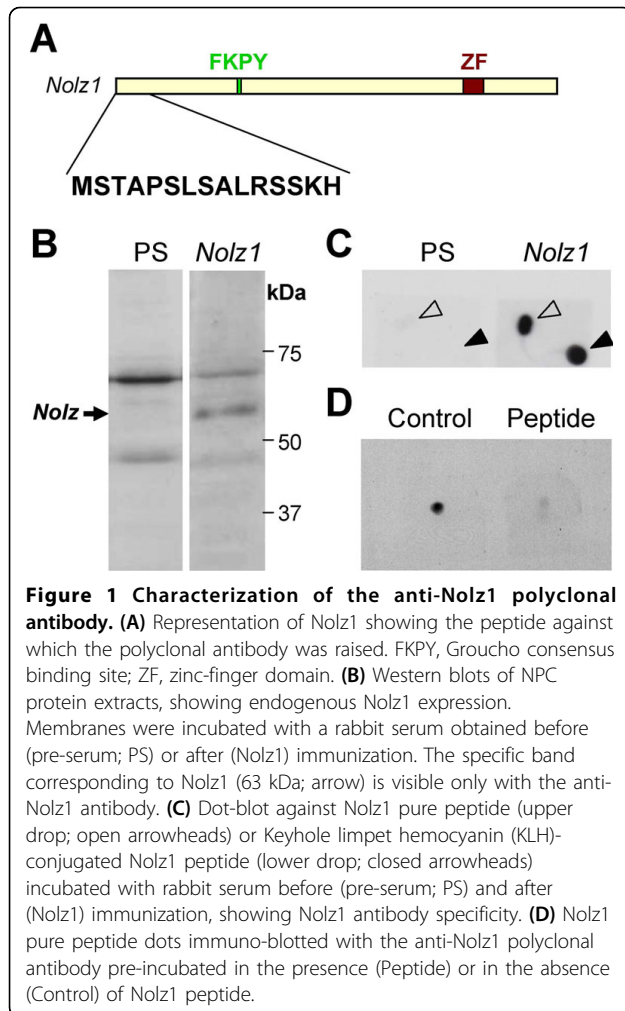 A
FKPY ZF
Nolz1
MSTAPSLSALRSSKH
B PS Nolz1
kDa
75
Nolz
50
37
C PS Nolz1
D Control Peptide
Figure 1 Characterization of the anti-Nolz1 polyclonal
antibody. (A) Representation of Nolz1 showing the peptide against
which the polyclonal antibody was raised. FKPY, Groucho consensus
binding site; ZF, zinc-finger domain. (B) Western blots of NPC
protein extracts, showing endogenous Nolz1 expression.
Membranes were incubated with a rabbit serum obtained before
(pre-serum; PS) or after (Nolz1) immunization. The specific band
corresponding to Nolz1 (63 kDa; arrow) is visible only with the anti-
Nolz1 antibody. (C) Dot-blot against Nolz1 pure peptide (upper
drop; open arrowheads) or Keyhole limpet hemocyanin (KLH)-
conjugated Nolz1 peptide (lower drop; closed arrowheads)
incubated with rabbit serum before (pre-serum; PS) and after
(Nolz1) immunization, showing Nolz1 antibody specificity. (D) Nolz1
pure peptide dots immuno-blotted with the anti-Nolz1 polyclonal
antibody pre-incubated in the presence (Peptide) or in the absence
(Control) of Nolz1 peptide.